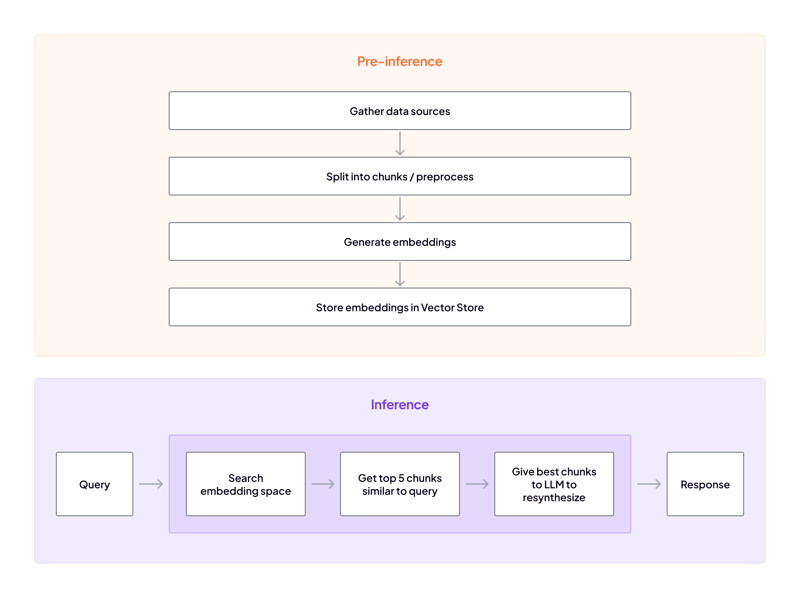 Pre-inference
Gather data sources
Split into chunks / preprocess
Generate embeddings
Store embeddings in Vector Store
Inference
Query
Search
embedding space
Get top 5 chunks
similar to query
Give best chunks
to LLM to
resynthesize
Response